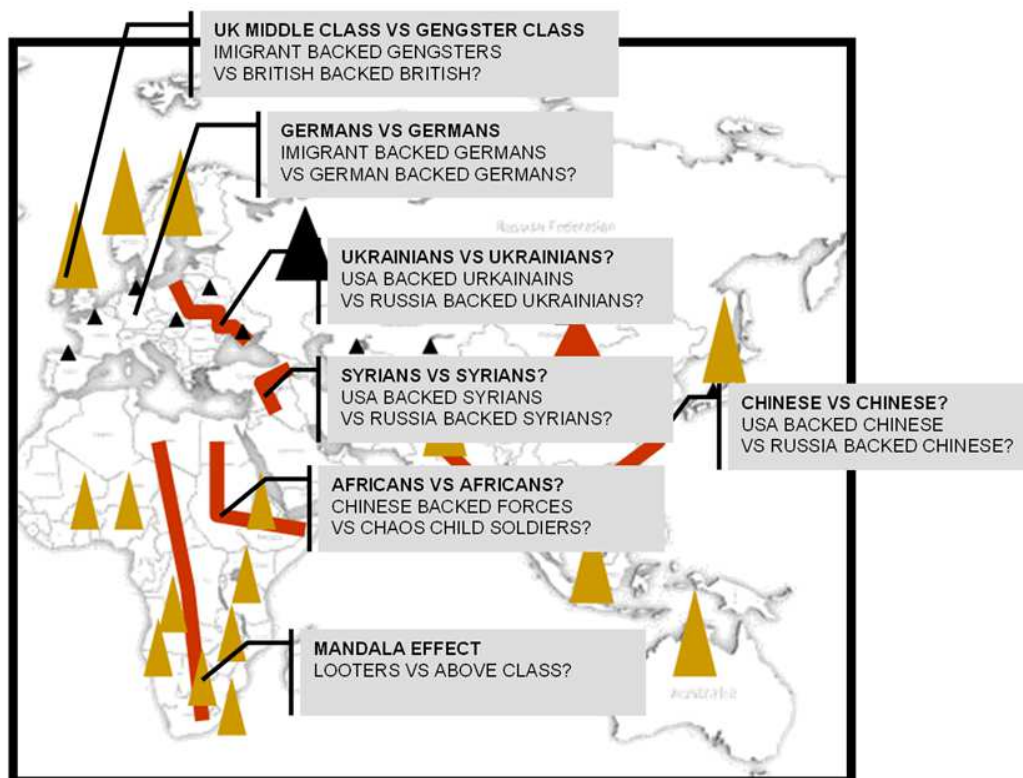 UK MIDDLE CLASS VS GENGSTER CLASS
IMIGRANT BACKED GENGSTERS
VS BRITISH BACKED BRITISH?
GERMANS VS GERMANS
IMIGRANT BACKED GERMANS
VS GERMAN BACKED GERMANS?
Russian Federation
UKRAINIANS VS UKRAINIANS?
USA BACKED URKAINAINS
VS RUSSIA BACKED UKRAINIANS?
SYRIANS VS SYRIANS?
USA BACKED SYRIANS
VS RUSSIA BACKED SYRIANS?
CHINESE VS CHINESE?
USA BACKED CHINESE
VS RUSSIA BACKED CHINESE?
AFRICANS VS AFRICANS?
CHINESE BACKED FORCES
VS CHAOS CHILD SOLDIERS?
MANDALA EFFECT
LOOTERS VS ABOVE CLASS?
Australia